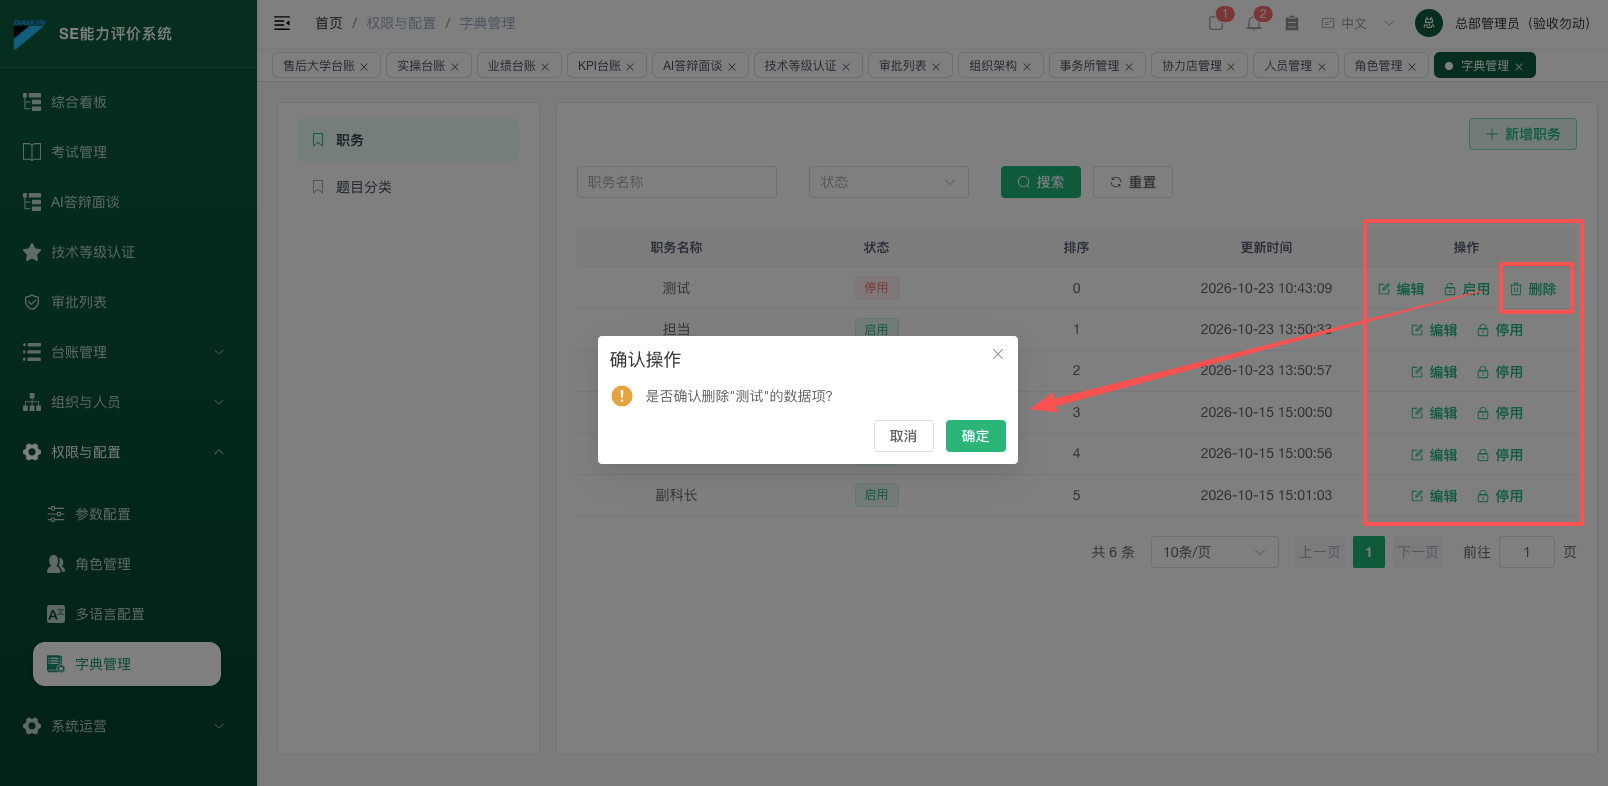 DAIKIN
SE能力评价系统
首页 / 权限与配置 / 字典管理
1
2
中文
总
总部管理员（验收勿动）
售后大学台账
实操台账
业绩台账
KPI台账
AI答辩面谈
技术等级认证
审批列表
组织架构
事务所管理
协力店管理
人员管理
角色管理
字典管理
综合看板
考试管理
AI答辩面谈
技术等级认证
审批列表
台账管理
组织与人员
权限与配置
参数配置
角色管理
多语言配置
字典管理
系统运营
职务
题目分类
新增职务
职务名称
状态
搜索
重置
职务名称 状态 排序 更新时间 操作
测试 停用 0 2026-10-23 10:43:09 编辑 启用 删除
担当 启用 1 2026-10-23 13:50:33 编辑 停用
2 2026-10-23 13:50:57 编辑 停用
3 2026-10-15 15:00:50 编辑 停用
4 2026-10-15 15:00:56 编辑 停用
副科长 启用 5 2026-10-15 15:01:03 编辑 停用
共 6 条 10条/页 上一页 1 下一页 前往 1 页
确认操作
是否确认删除"测试"的数据项?
取消
确定